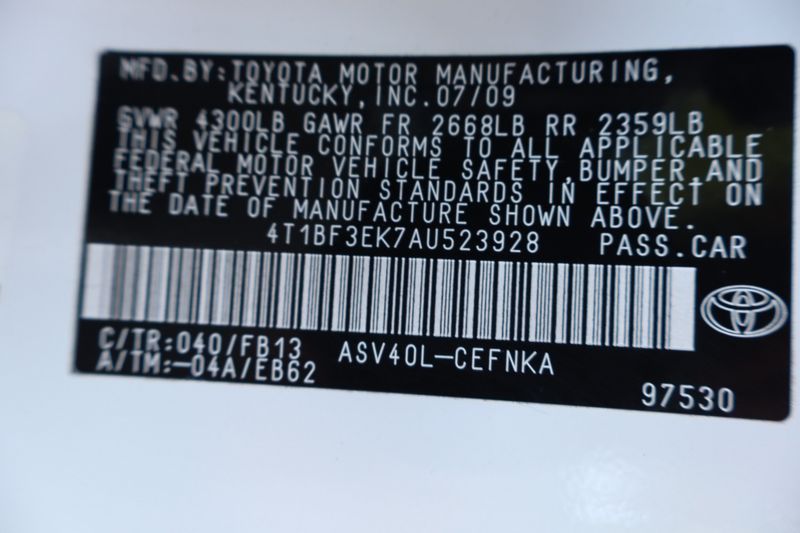 MFD.BY:TOYOTA MOTOR MANUFACTURING,
KENTUCKY,INC.07/09
GVWR 4300LB GAWR FR 2668LB RR 2359LB
THIS VEHICLE CONFORMS TO ALL APPLICABLE
FEDERAL MOTOR VEHICLE SAFETY,BUMPER,AND
THEFT PREVENTION STANDARDS IN EFFECT ON
THE DATE OF MANUFACTURE SHOWN ABOVE.
4T1BF3EK7AU523928 PASS.CAR
C/TR:040/FB13 ASV40L-CEFNKA
A/TM:-04A/EB62
97530